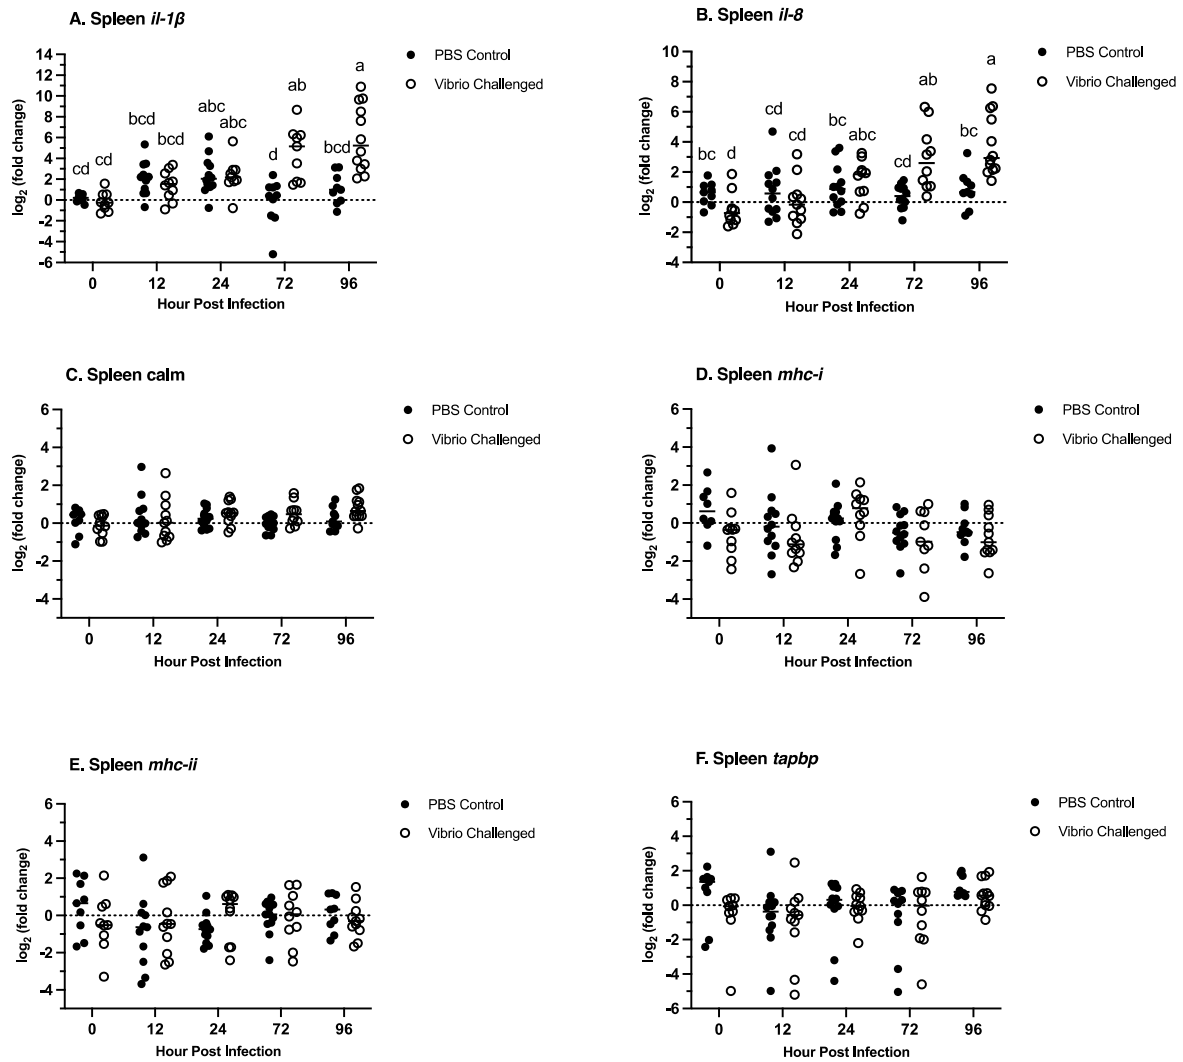 A. Spleen il-1β
PBS Control
Vibrio Challenged
log2 (fold change)
14
12
10
8
6
4
2
0
-2
-4
-6
cd
cd
bcd
bcd
abc
abc
d
ab
bcd
a
0
12
24
72
96
Hour Post Infection
B. Spleen il-8
PBS Control
Vibrio Challenged
log2 (fold change)
10
8
6
4
2
0
-2
-4
bc
d
cd
cd
bc
abc
cd
ab
bc
a
0
12
24
72
96
Hour Post Infection
C. Spleen calm
PBS Control
Vibrio Challenged
log2 (fold change)
6
4
2
0
-2
-4
0
12
24
72
96
Hour Post Infection
D. Spleen mhc-i
PBS Control
Vibrio Challenged
log2 (fold change)
6
4
2
0
-2
-4
0
12
24
72
96
Hour Post Infection
E. Spleen mhc-ii
PBS Control
Vibrio Challenged
log2 (fold change)
6
4
2
0
-2
-4
0
12
24
72
96
Hour Post Infection
F. Spleen tapbp
PBS Control
Vibrio Challenged
log2 (fold change)
6
4
2
0
-2
-4
-6
0
12
24
72
96
Hour Post Infection